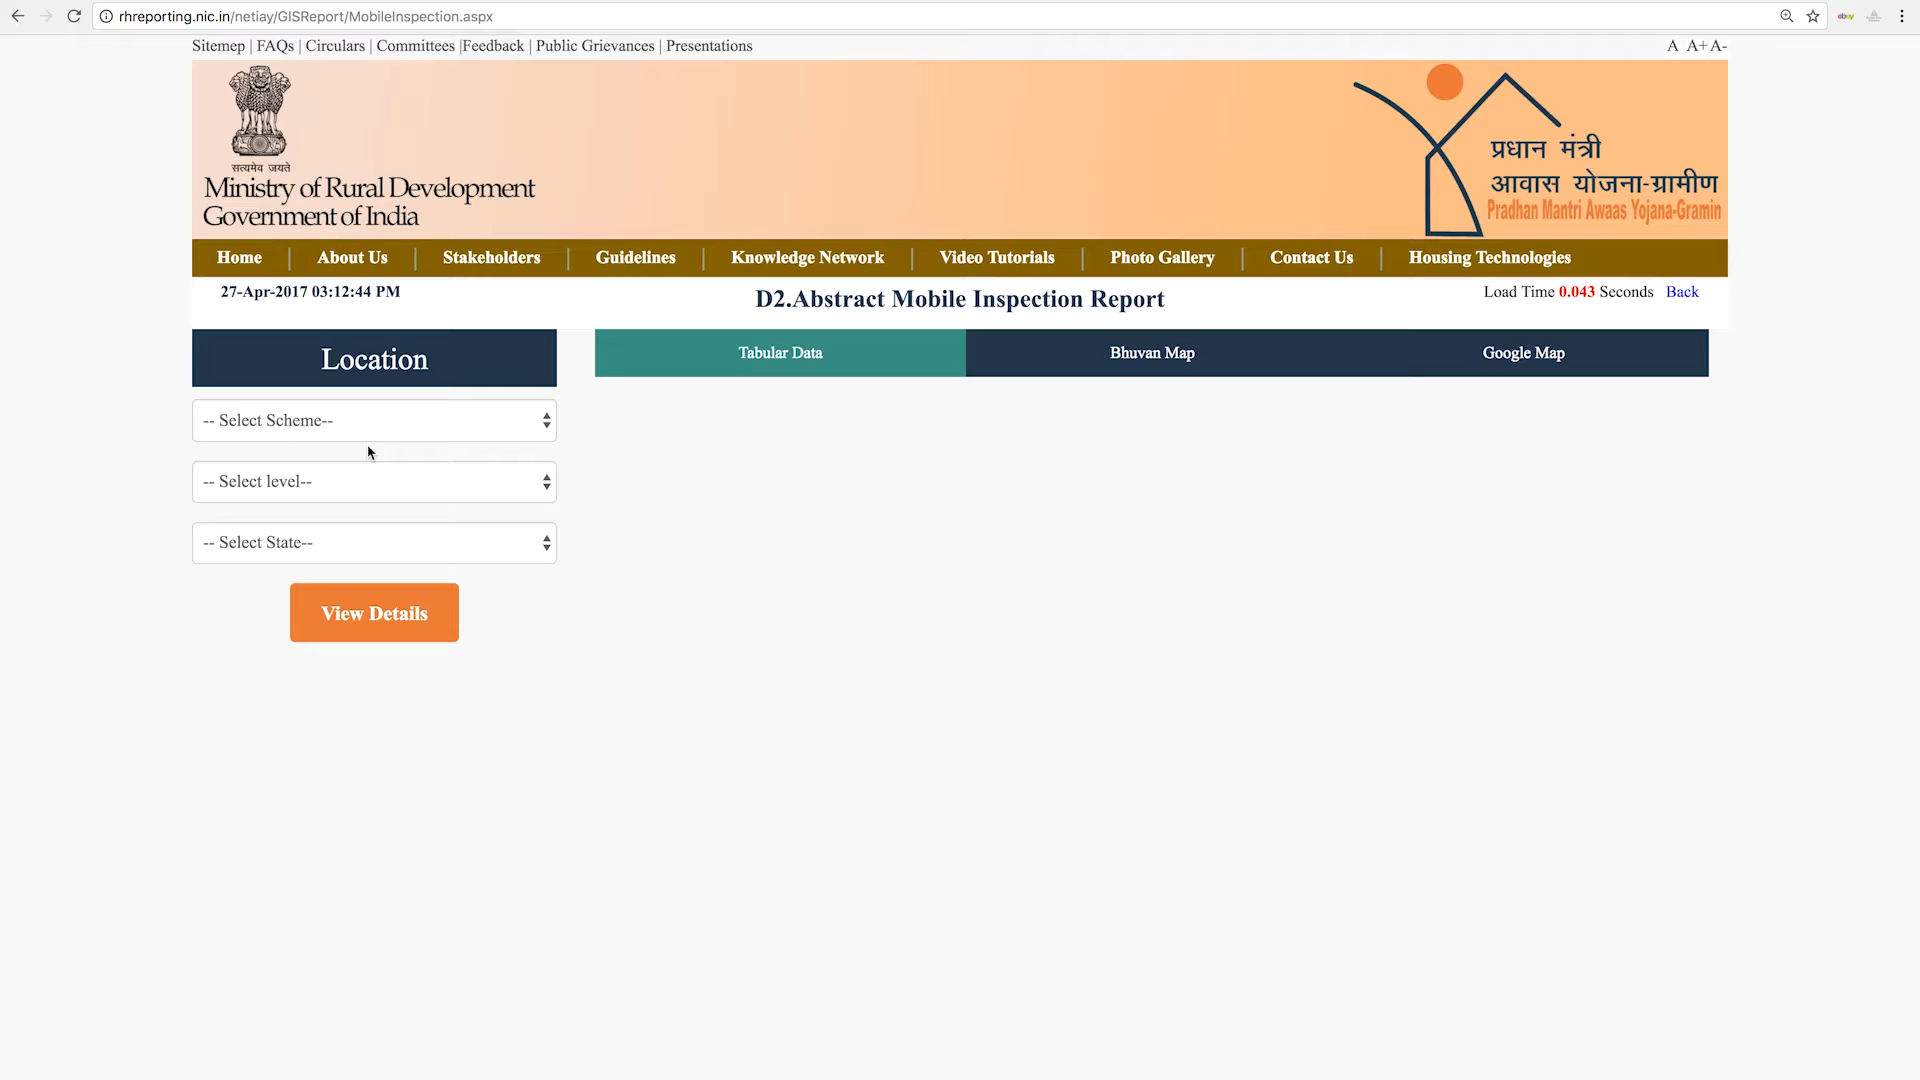 rhreporting.nic.in/netiay/GISReport/MobileInspection.aspx
ebay
Sitemep | FAQs | Circulars | Committees |Feedback | Public Grievances | Presentations
A A+ A-
सत्यमेव जयते
Ministry of Rural Development
Government of India
प्रधान मंत्री
आवास योजना-ग्रामीण
Pradhan Mantri Awaas Yojana-Gramin
Home | About Us | Stakeholders | Guidelines | Knowledge Network | Video Tutorials | Photo Gallery | Contact Us | Housing Technologies
27-Apr-2017 03:12:44 PM
D2.Abstract Mobile Inspection Report
Load Time 0.043 Seconds Back
Location
Tabular Data
Bhuvan Map
Google Map
-- Select Scheme--
-- Select level--
-- Select State--
View Details